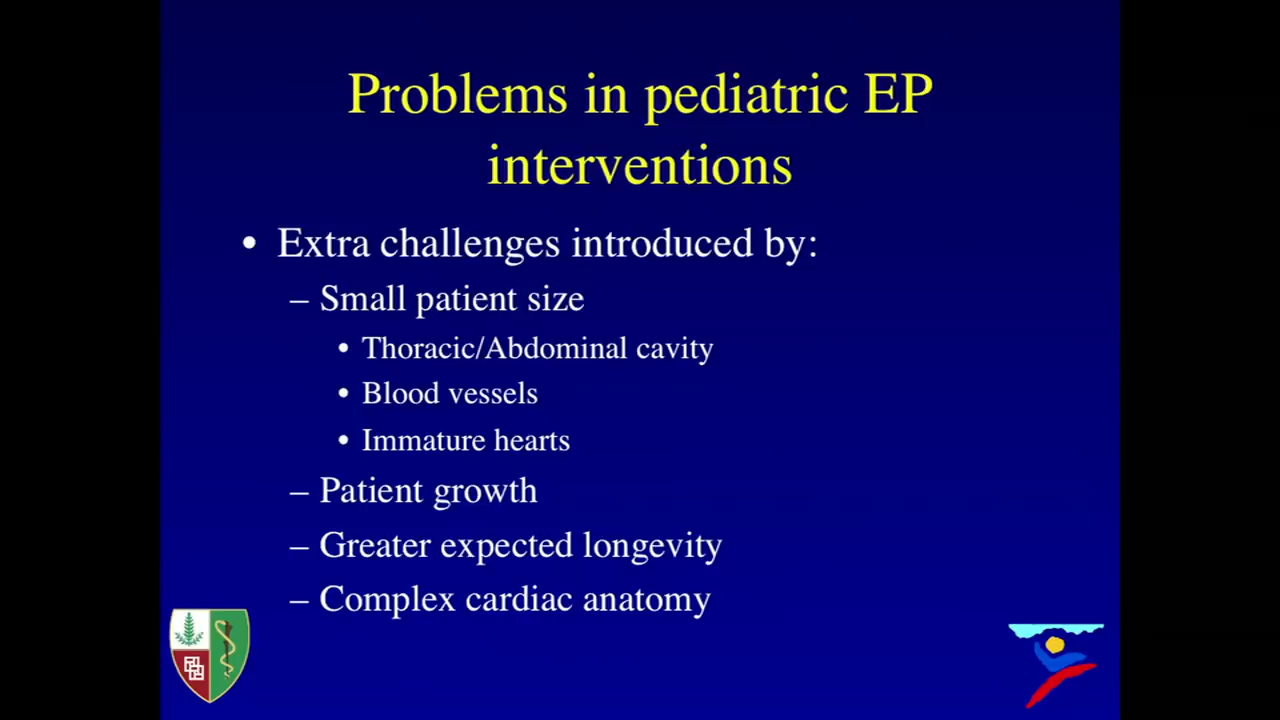 Problems in pediatric EP
interventions
• Extra challenges introduced by:
– Small patient size
• Thoracic/Abdominal cavity
• Blood vessels
• Immature hearts
– Patient growth
– Greater expected longevity
– Complex cardiac anatomy